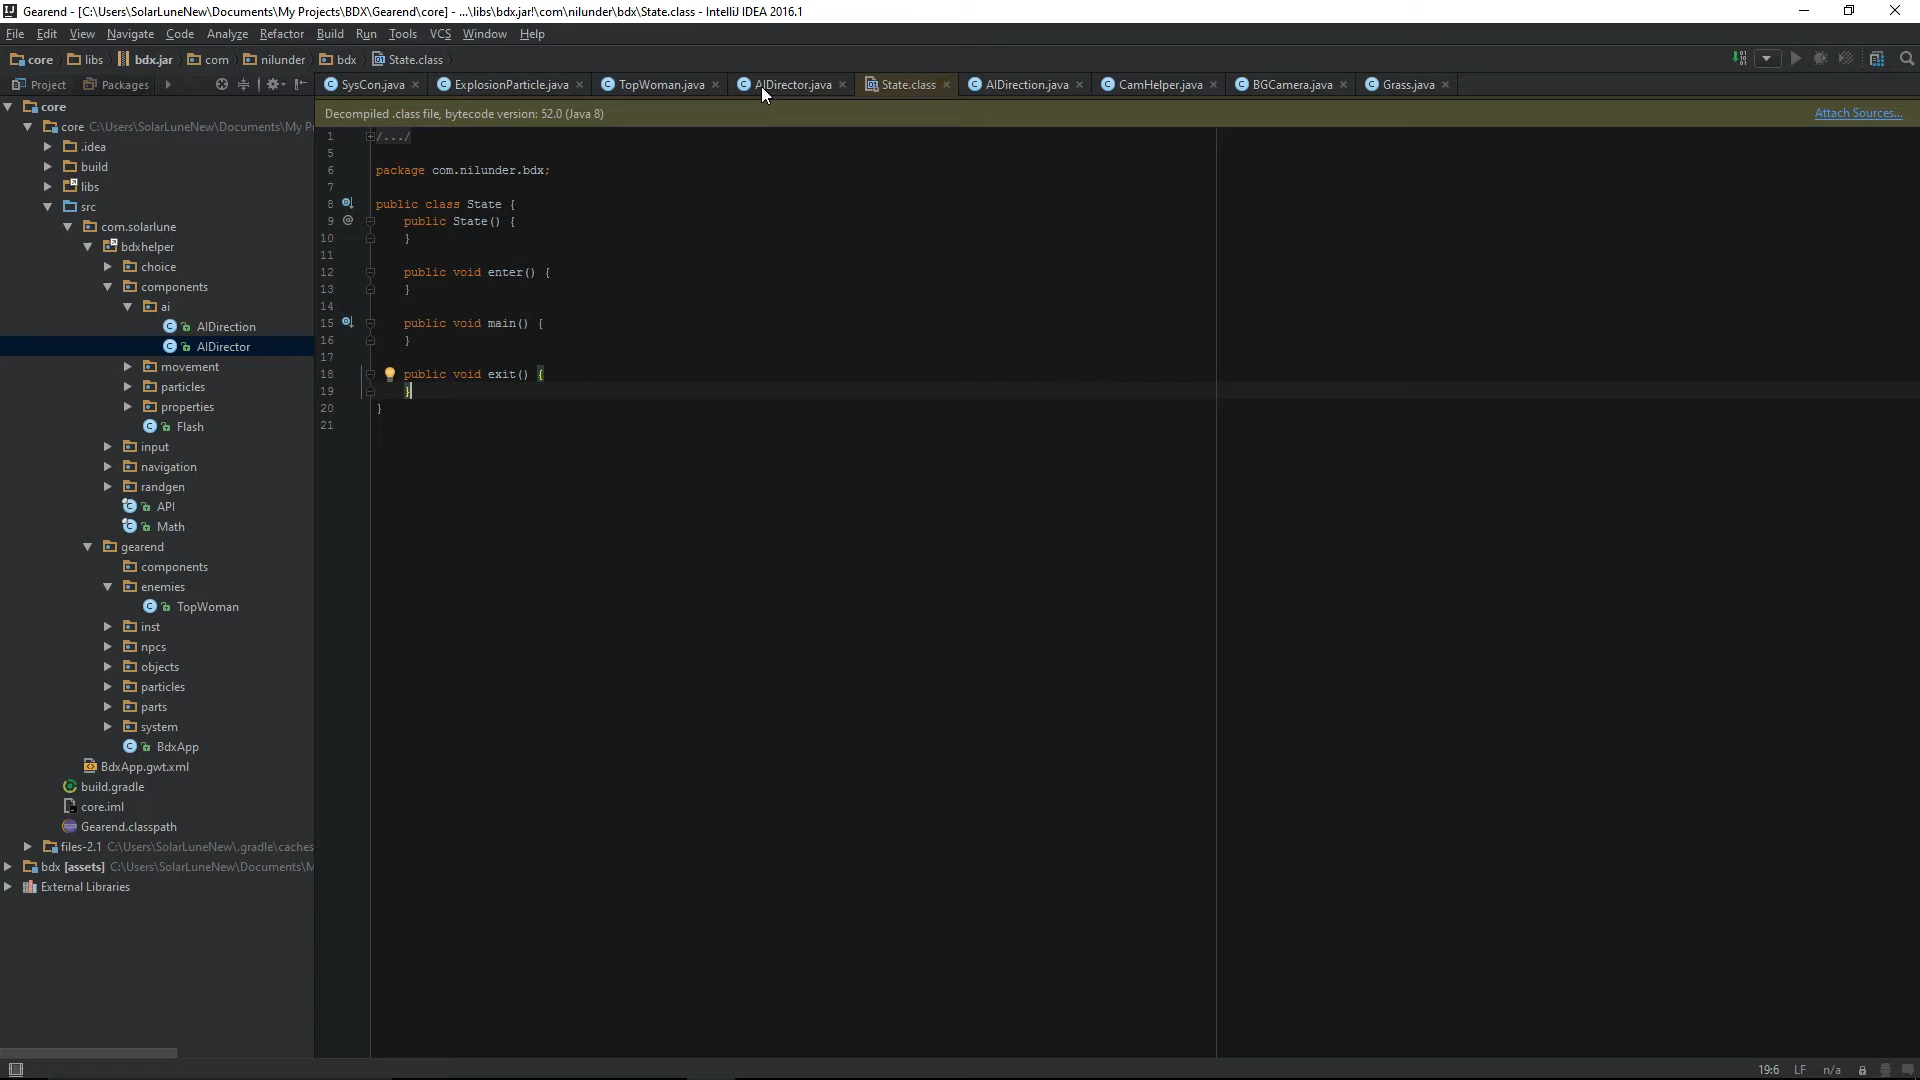 Gearend - [C:\Users\SolarLuneNew\Documents\My Projects\BDX\Gearend\core] - ...\libs\bdx.jar!\com\nilunder\bdx\State.class - IntelliJ IDEA 2016.1
File Edit View Navigate Code Analyze Refactor Build Run Tools VCS Window Help
core libs bdx.jar com nilunder bdx State.class
Project Packages SysCon.java ExplosionParticle.java TopWoman.java AIDirector.java State.class AIDirection.java CamHelper.java BGCamera.java Grass.java
Decompiled .class file, bytecode version: 52.0 (Java 8) Attach Sources...
core
core C:\Users\SolarLuneNew\Documents\My P
.idea
build
libs
src
com.solarlune
bdxhelper
choice
components
ai
AIDirection
AIDirector
movement
particles
properties
Flash
input
navigation
randgen
API
Math
gearend
components
enemies
TopWoman
inst
npcs
objects
particles
parts
system
BdxApp
BdxApp.gwt.xml
build.gradle
core.iml
Gearend.classpath
files-2.1 C:\Users\SolarLuneNew\.gradle\caches
bdx [assets] C:\Users\SolarLuneNew\Documents\M
External Libraries
1 /.../
5
6 package com.nilunder.bdx;
7
8 public class State {
9 public State() {
10 }
11
12 public void enter() {
13 }
14
15 public void main() {
16 }
17
18 public void exit() {
19 }
20 }
21
19:6 LF n/a